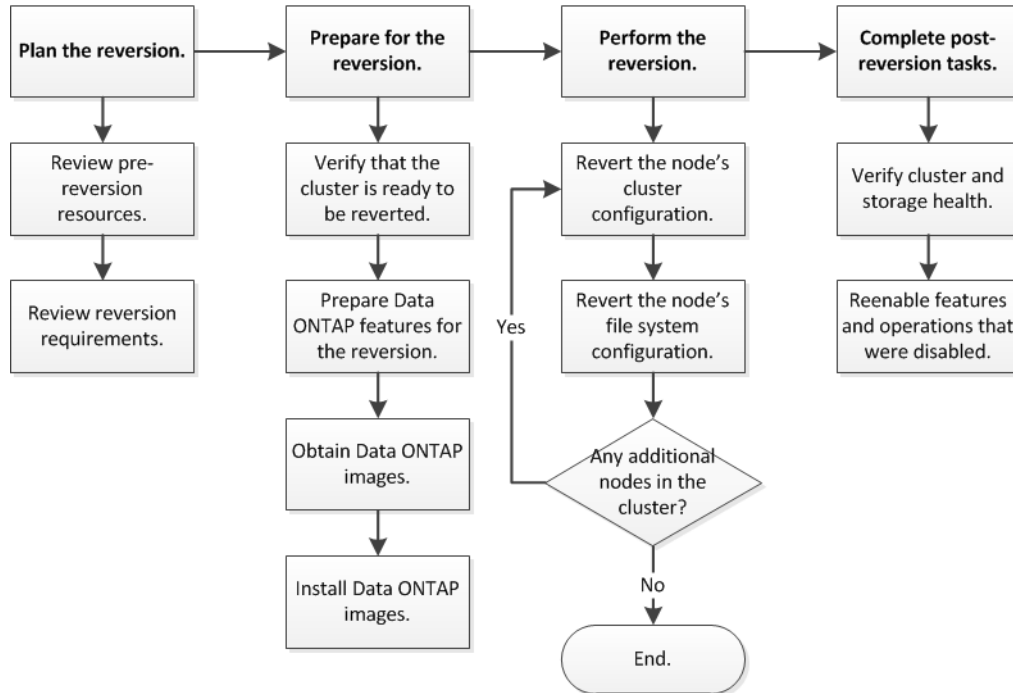 Plan the reversion.
Prepare for the
reversion.
Perform the
reversion.
Complete post-
reversion tasks.
Review pre-
reversion
resources.
Review reversion
requirements.
Verify that the
cluster is ready to
be reverted.
Prepare Data
ONTAP features for
the reversion.
Obtain Data ONTAP
images.
Install Data ONTAP
images.
Revert the node's
cluster
configuration.
Revert the node's
file system
configuration.
Yes
Any additional
nodes in the
cluster?
No
End.
Verify cluster and
storage health.
Reenable features
and operations that
were disabled.